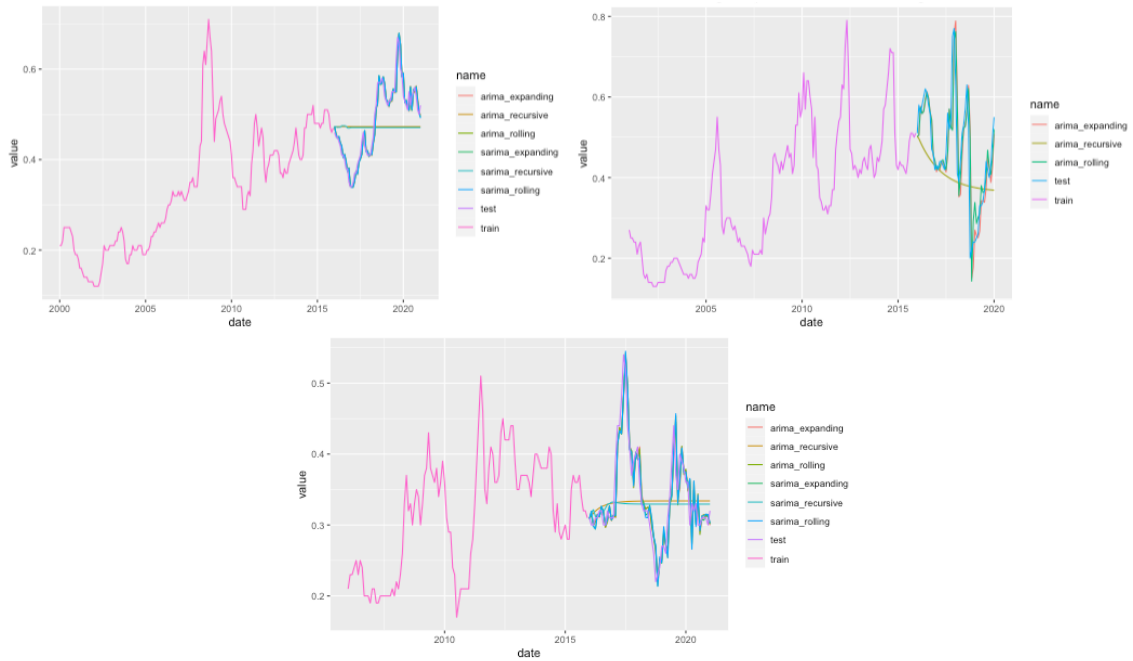 0.6
0.4
0.2
value
2000
2005
2010
2015
2020
date
name
arima_expanding
arima_recursive
arima_rolling
sarima_expanding
sarima_recursive
sarima_rolling
test
train
0.8
0.6
0.4
0.2
value
2005
2010
2015
2020
date
name
arima_expanding
arima_recursive
arima_rolling
test
train
0.5
0.4
0.3
0.2
value
2010
2015
2020
date
name
arima_expanding
arima_recursive
arima_rolling
sarima_expanding
sarima_recursive
sarima_rolling
test
train